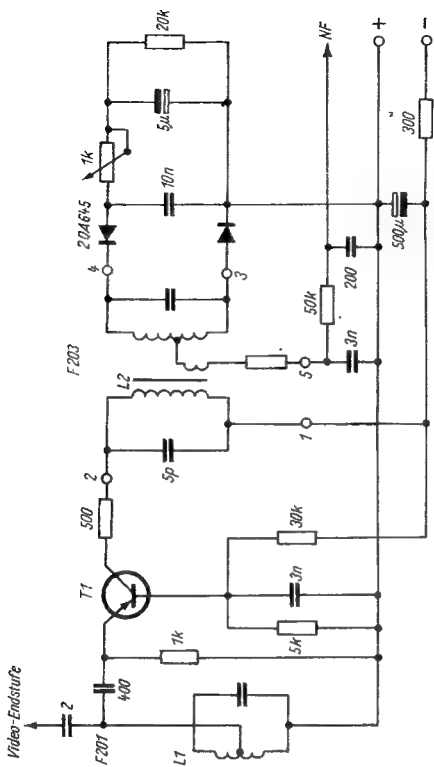 Video-Endstufe
2
F201
400
L1
1k
T1
5k
3n
30k
500
2
5p
1
L2
F203
5
3n
50k
200
NF
4
3
20A645
10n
1k
5µ
20k
500µ
300
+
−